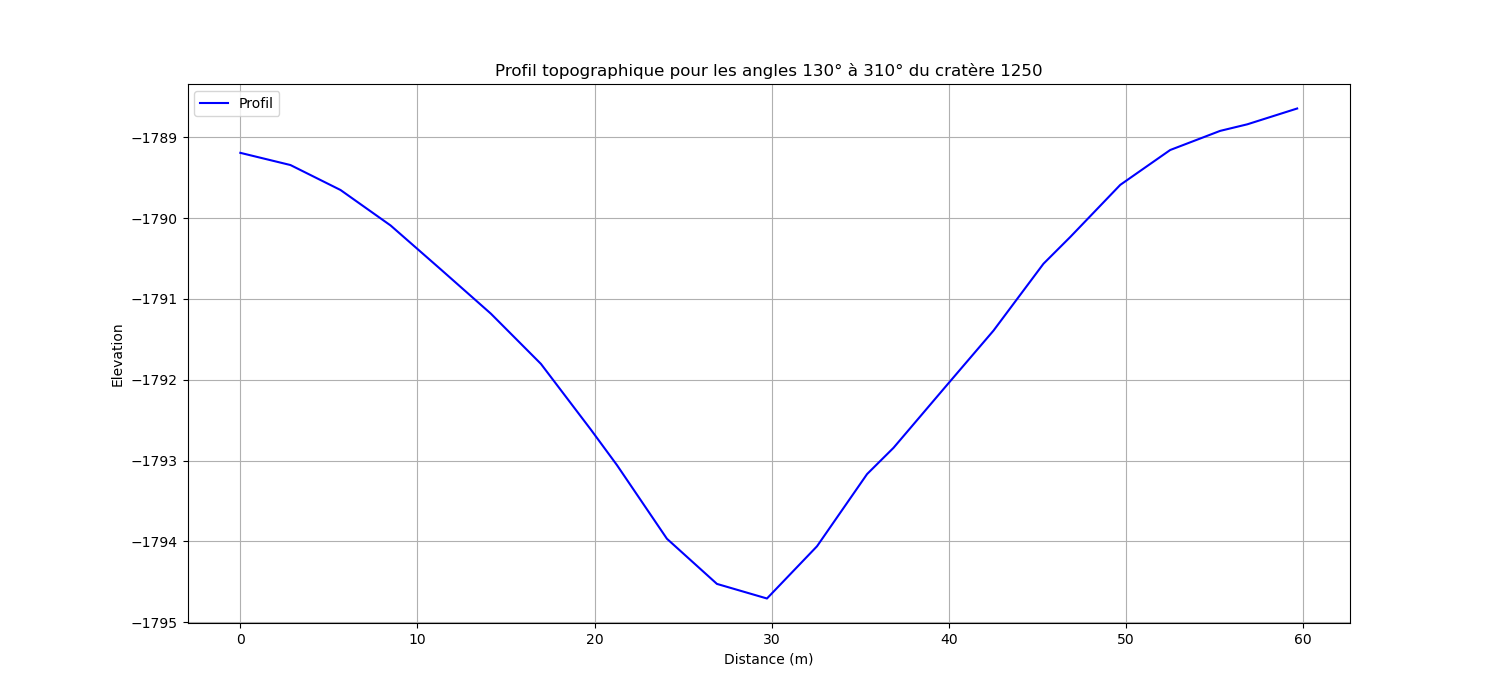 Profil topographique pour les angles 130° à 310° du cratère 1250
Profil
−1789
−1790
−1791
−1792
−1793
−1794
−1795
Elevation
0 10 20 30 40 50 60
Distance (m)